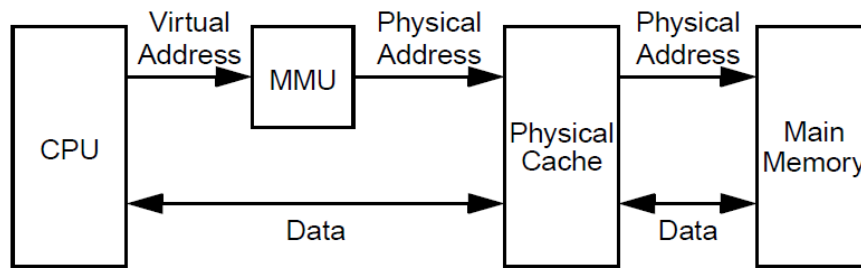 Virtual
Address
Physical
Address
Physical
Address
CPU
MMU
Physical
Cache
Main
Memory
Data
Data